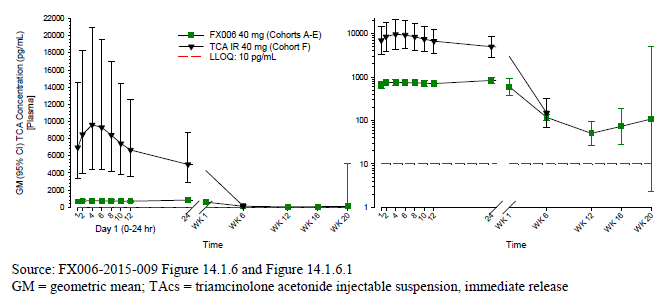 GM (95% CI) TCA Concentration (pg/mL)
[Plasma]
22000
20000
18000
16000
14000
12000
10000
8000
6000
4000
2000
0
FX006 40 mg (Cohorts A-E)
TCA IR 40 mg (Cohort F)
LLOQ: 10 pg/mL
1 2 4 6 8 10 12 24 WK 1 WK 6 WK 12 WK 16 WK 20
Day 1 (0-24 hr)
Time
10000
1000
100
10
1
1 2 4 6 8 10 12 24 WK 1 WK 6 WK 12 WK 16 WK 20
Time
Source: FX006-2015-009 Figure 14.1.6 and Figure 14.1.6.1
GM = geometric mean; TAcs = triamcinolone acetonide injectable suspension, immediate release